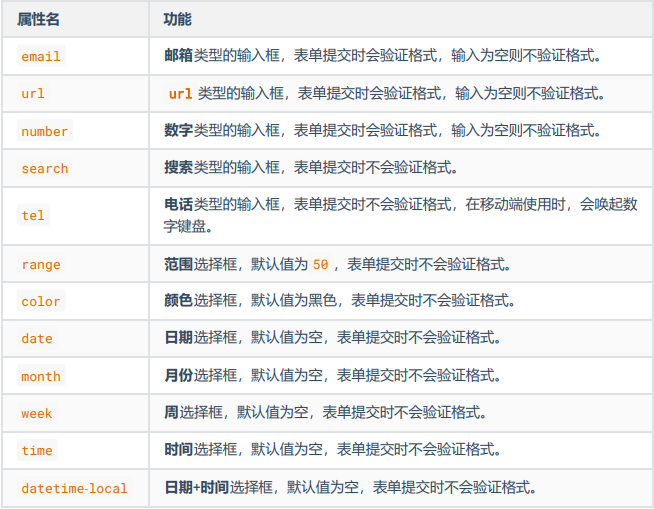 属性名 功能
email 邮箱类型的输入框，表单提交时会验证格式，输入为空则不验证格式。
url url 类型的输入框，表单提交时会验证格式，输入为空则不验证格式。
number 数字类型的输入框，表单提交时会验证格式，输入为空则不验证格式。
search 搜索类型的输入框，表单提交时不会验证格式。
tel 电话类型的输入框，表单提交时不会验证格式，在移动端使用时，会唤起数
字键盘。
range 范围选择框，默认值为 50 ，表单提交时不会验证格式。
color 颜色选择框，默认值为黑色，表单提交时不会验证格式。
date 日期选择框，默认值为空，表单提交时不会验证格式。
month 月份选择框，默认值为空，表单提交时不会验证格式。
week 周选择框，默认值为空，表单提交时不会验证格式。
time 时间选择框，默认值为空，表单提交时不会验证格式。
datetime-local 日期+时间选择框，默认值为空，表单提交时不会验证格式。